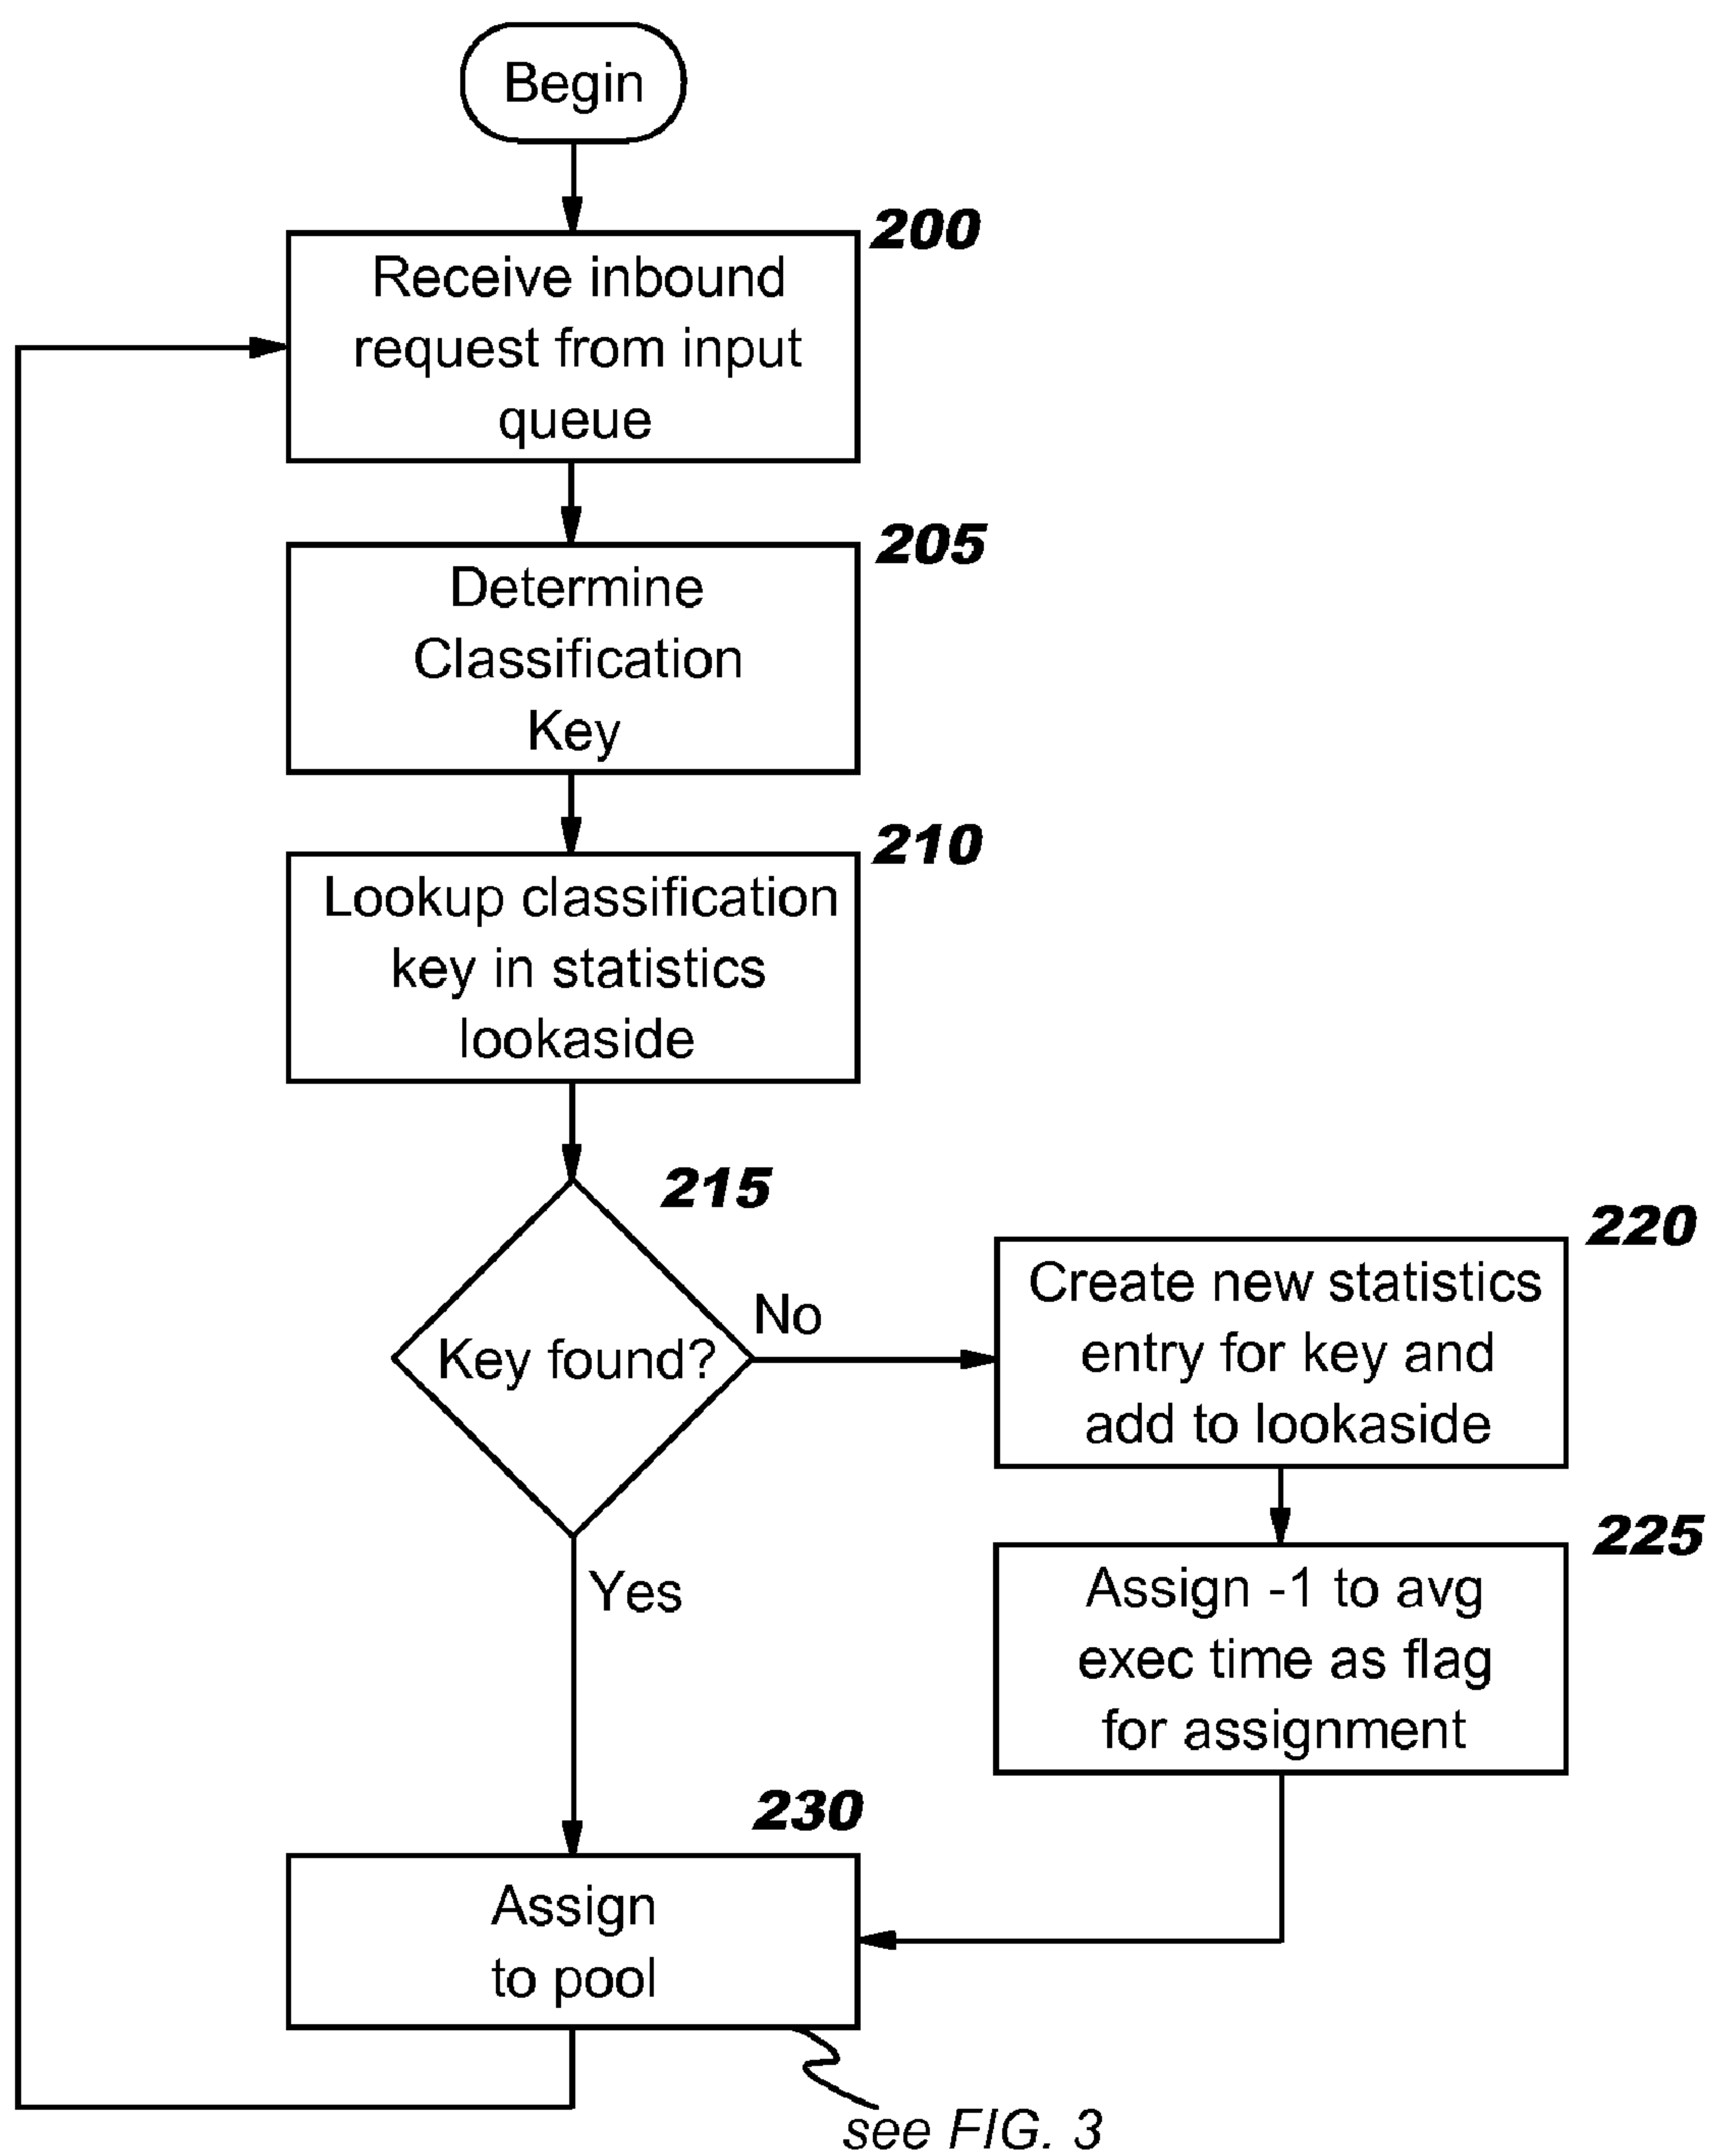 Begin
200
Receive inbound
request from input
queue
205
Determine
Classification
Key
210
Lookup classification
key in statistics
lookaside
215
Key found?
No
Yes
220
Create new statistics
entry for key and
add to lookaside
225
Assign -1 to avg
exec time as flag
for assignment
230
Assign
to pool
see FIG. 3